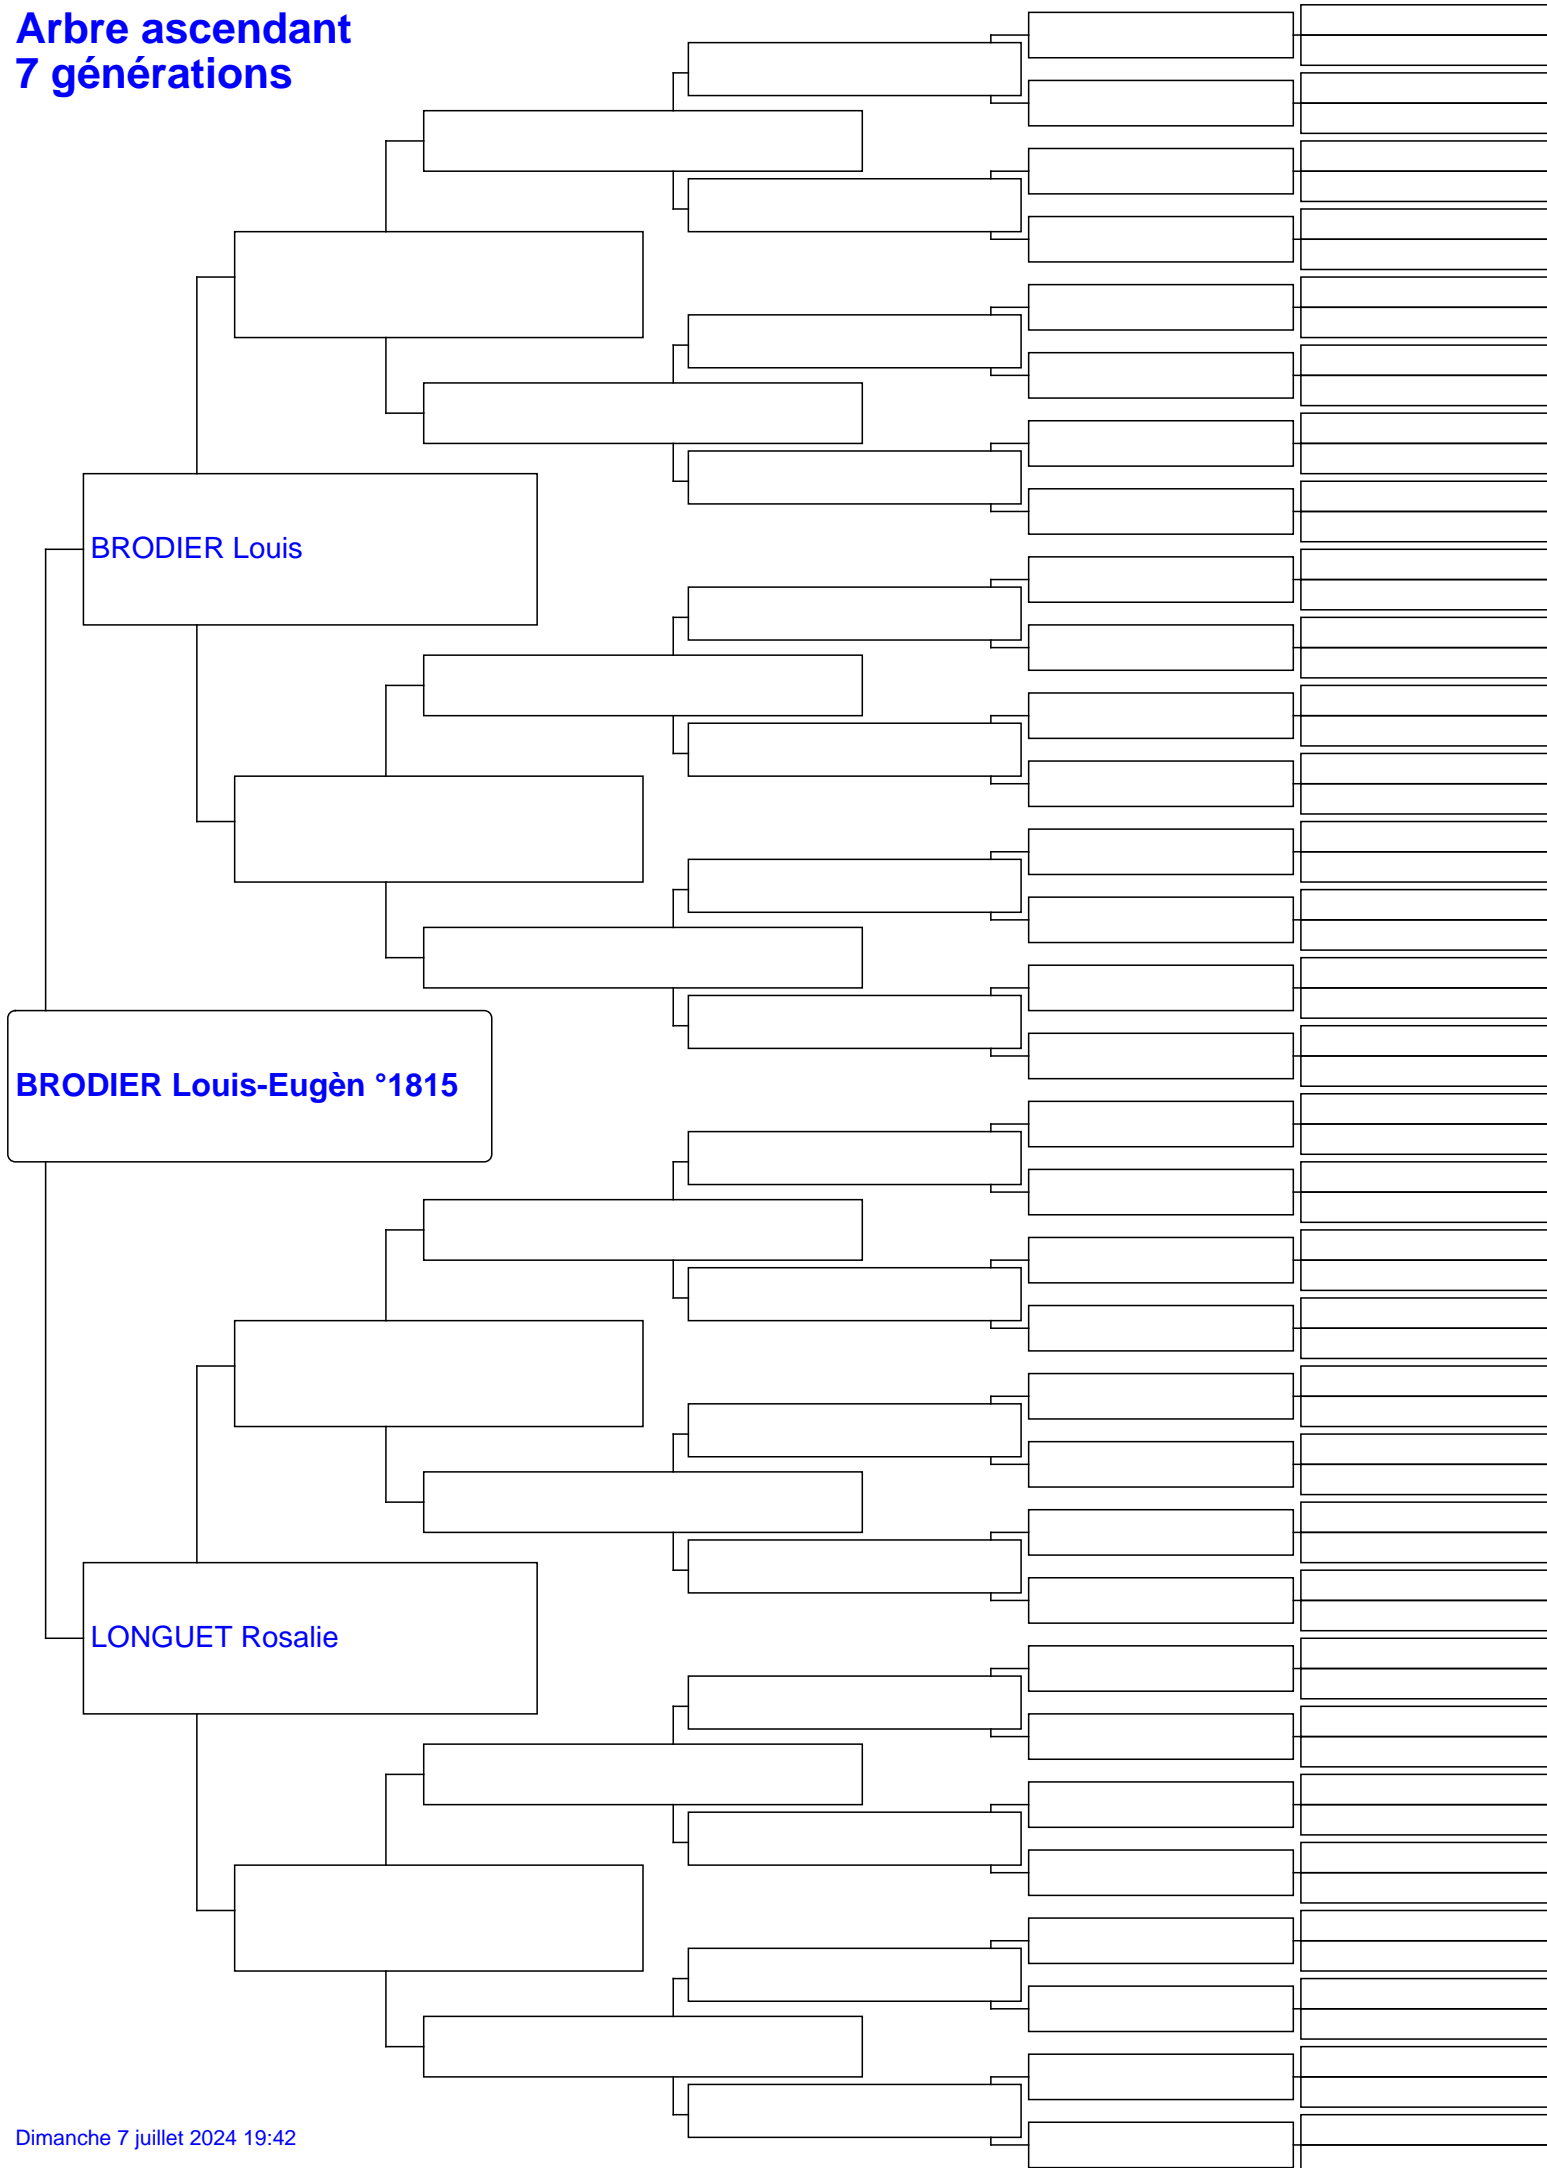 Arbre ascendant
7 générations
BRODIER Louis
BRODIER Louis-Eugèn °1815
LONGUET Rosalie
Dimanche 7 juillet 2024 19:42